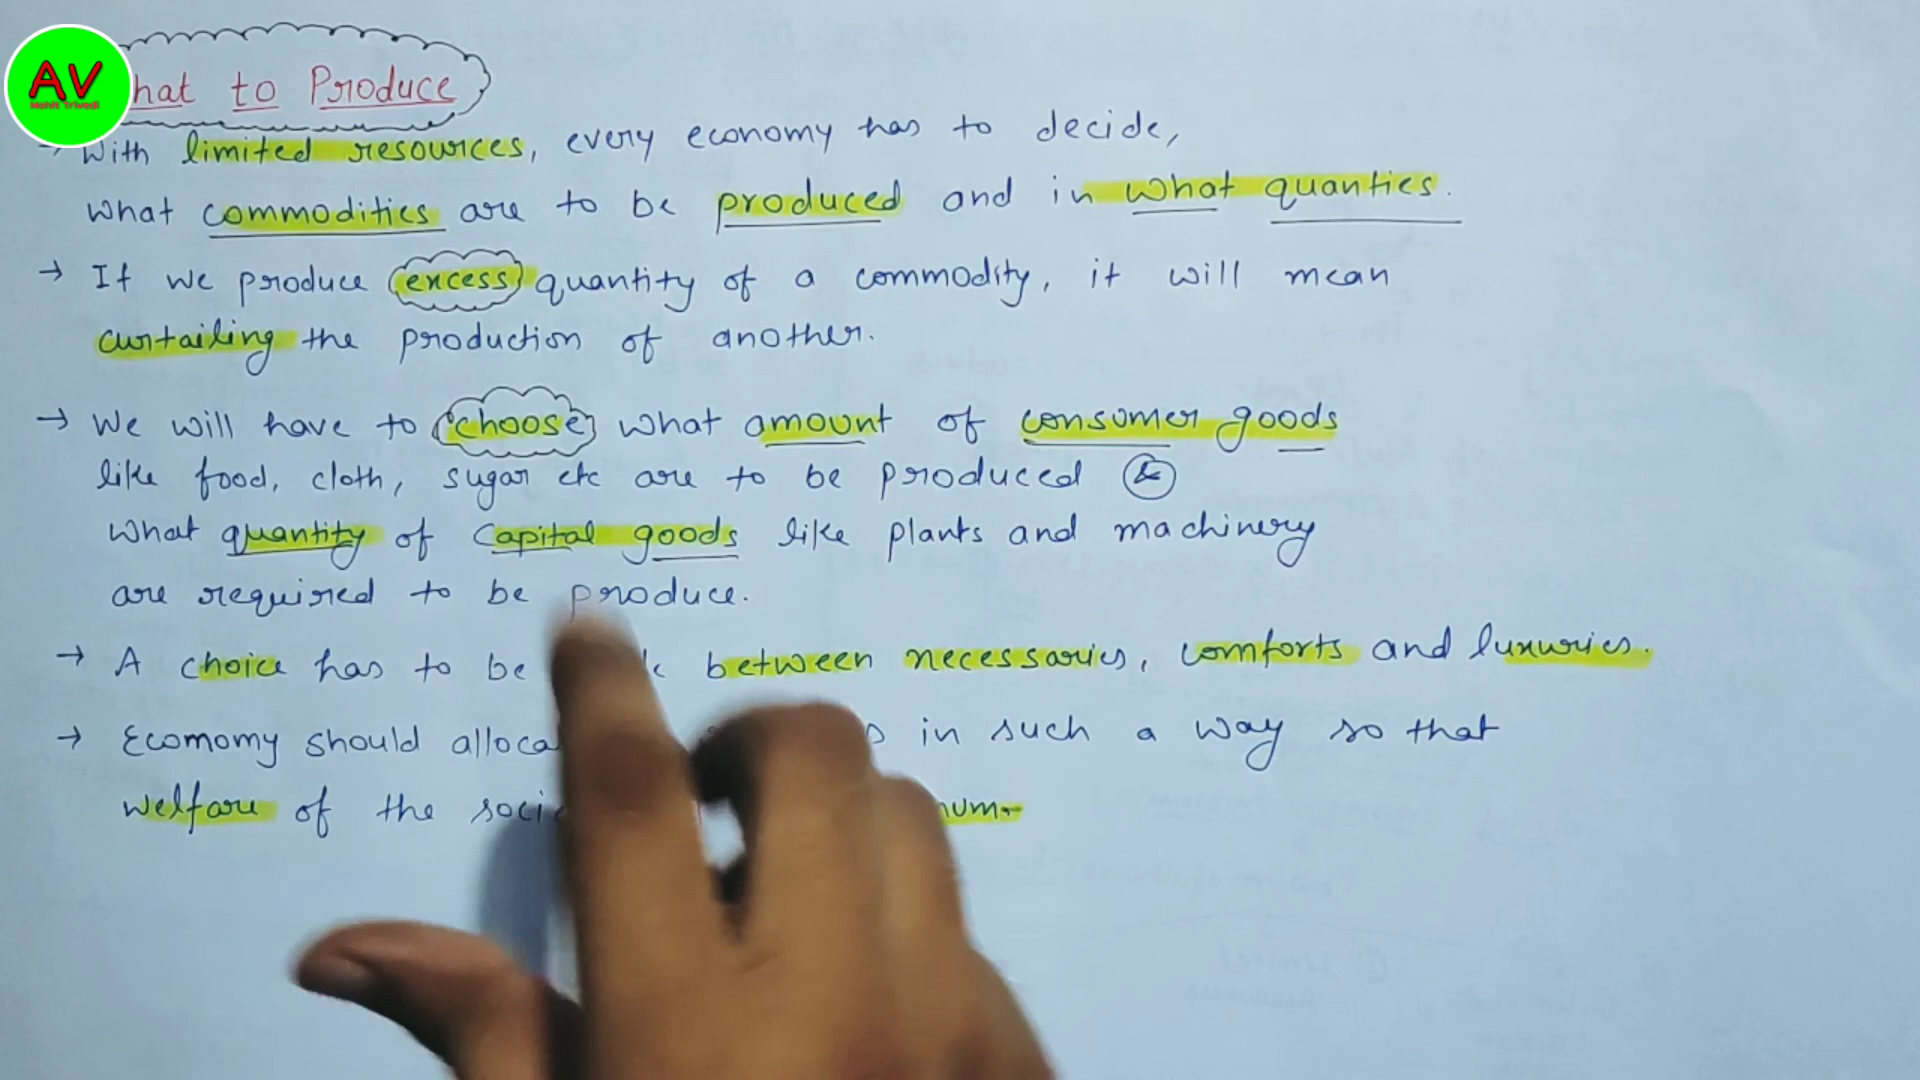 AV
Mohit Trivedi
hat to Produce
→ With limited resources, every economy has to decide,
what commodities are to be produced and in what quanties.
→ If we produce excess quantity of a commodity, it will mean
curtailing the production of another.
→ We will have to choose what amount of consumer goods
like food, cloth, sugar etc are to be produced &
what quantity of capital goods like plants and machinery
are required to be produce.
→ A choice has to be between necessaries, comforts and luxuries.
→ Ecomomy should in such a way so that
welfare of the